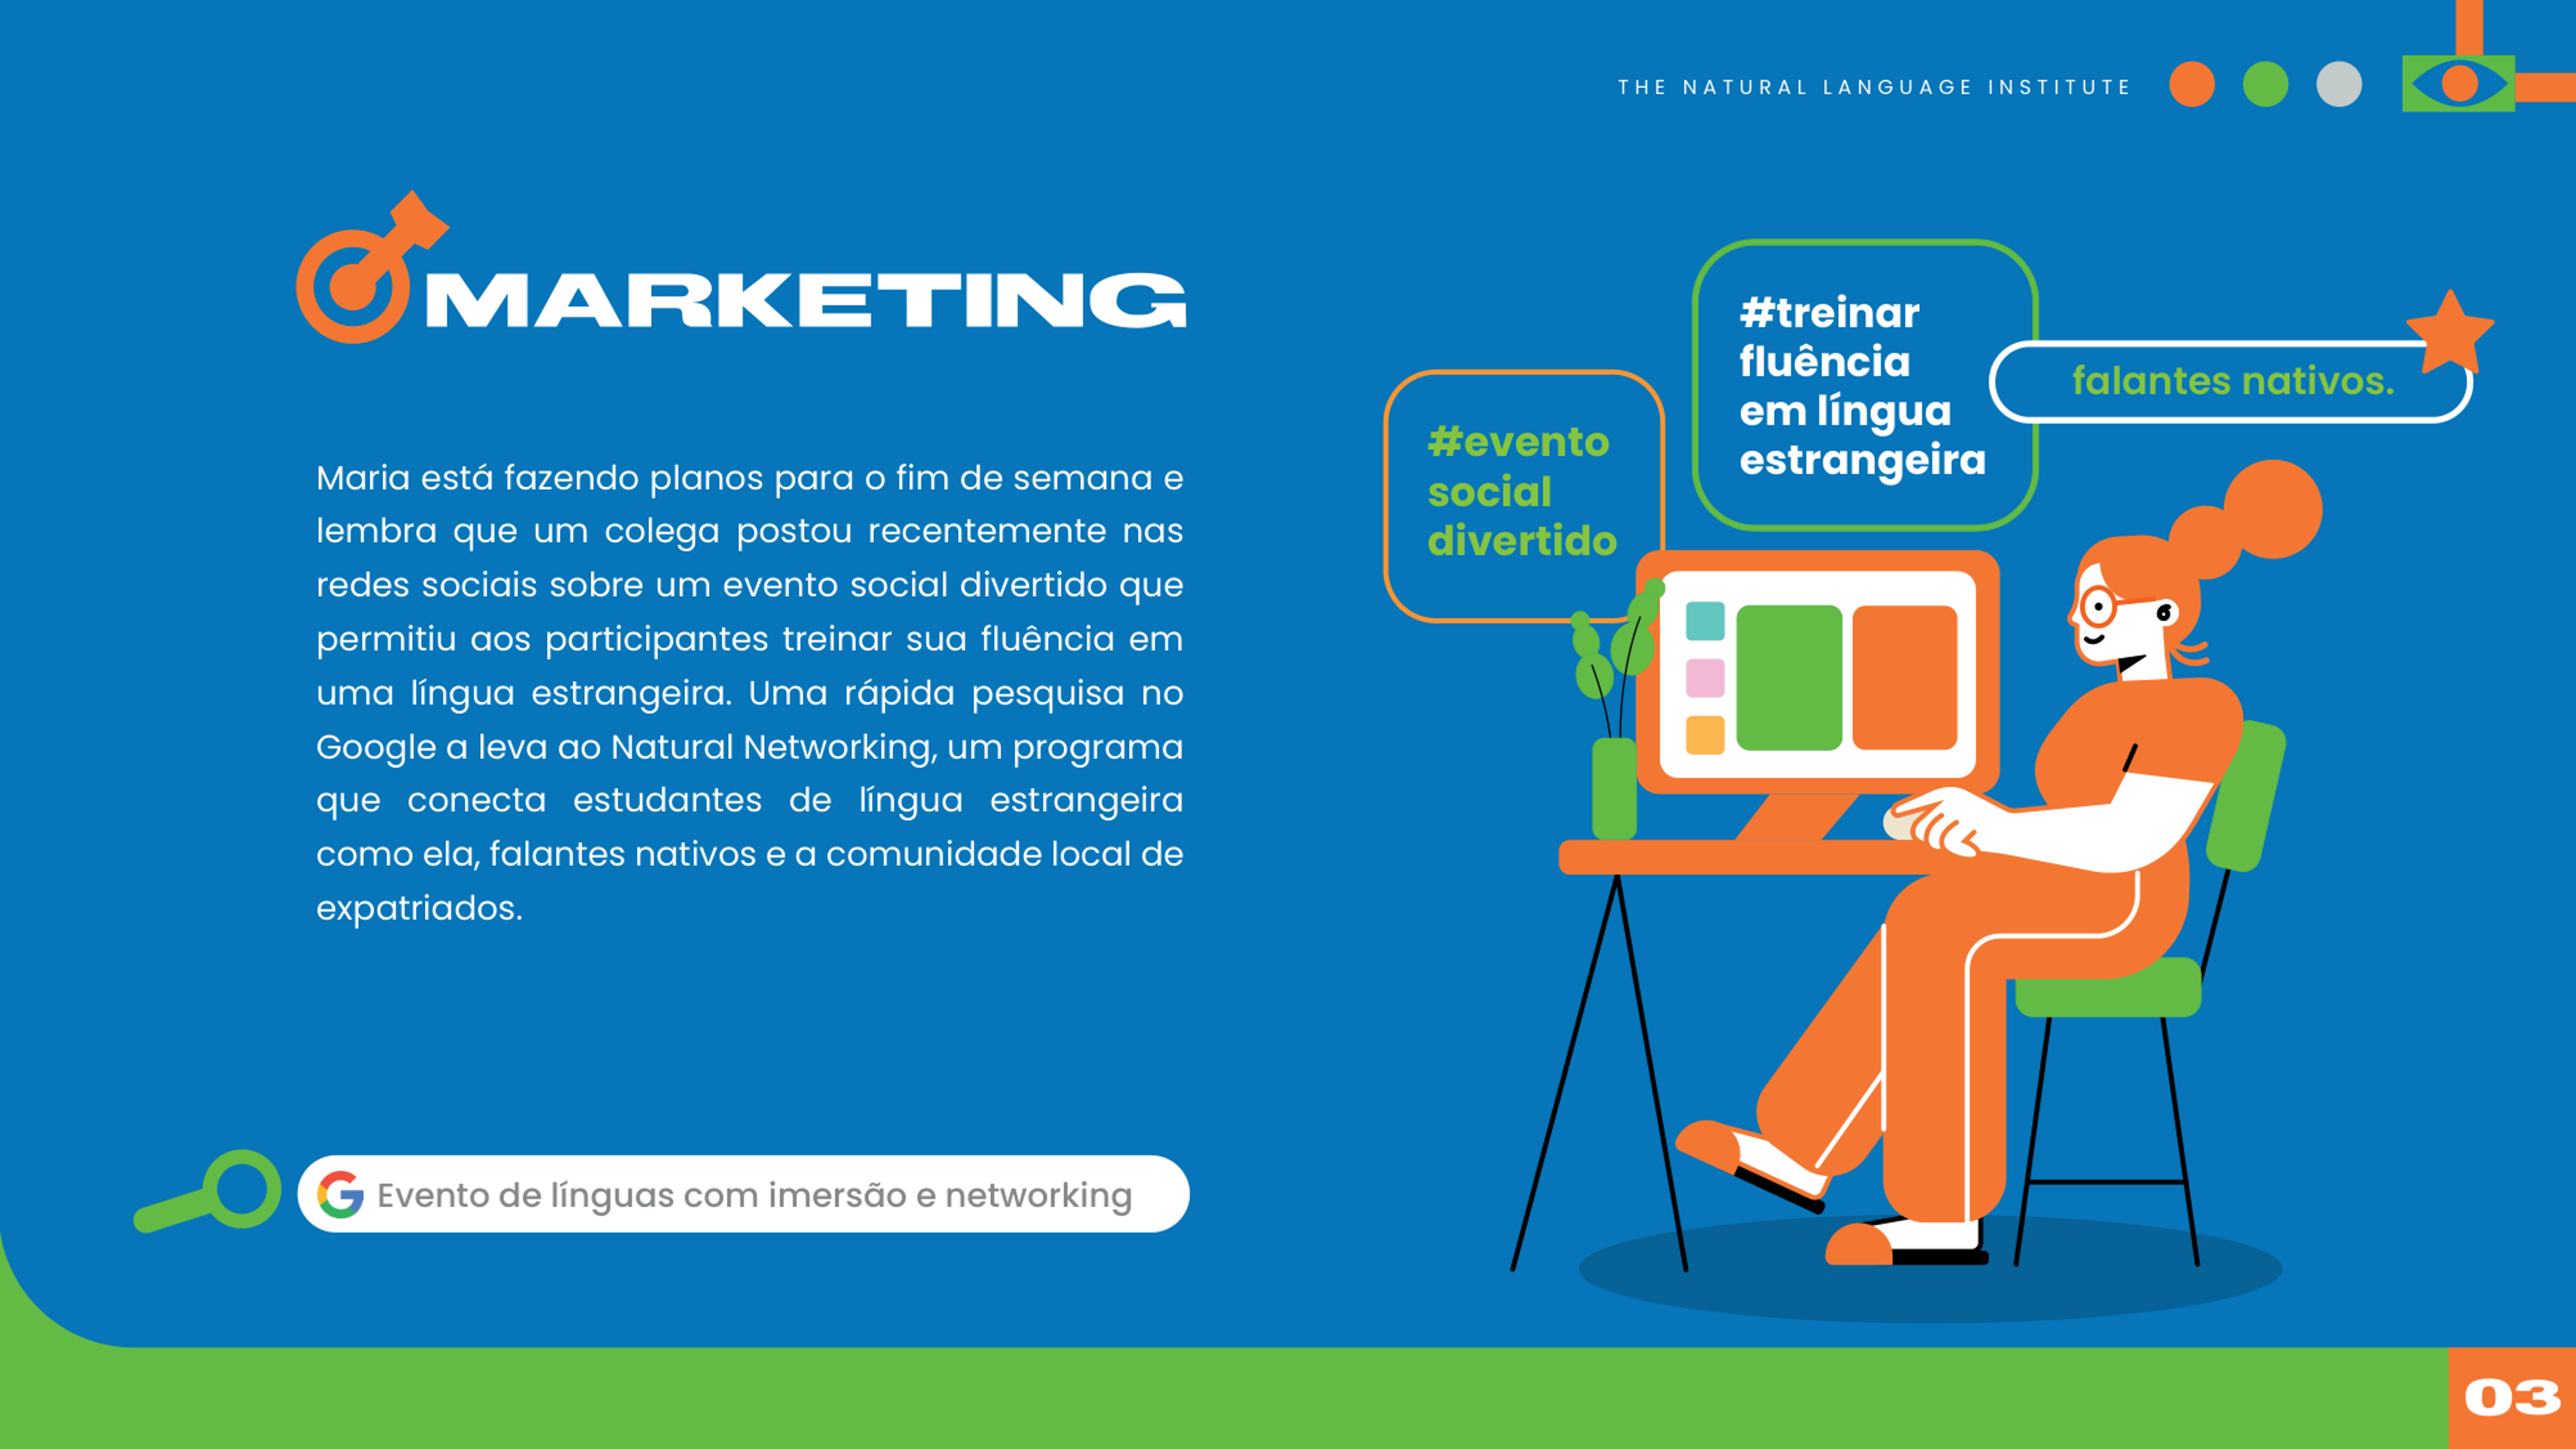 THE NATURAL LANGUAGE INSTITUTE
MARKETING
Maria está fazendo planos para o fim de semana e
lembra que um colega postou recentemente nas
redes sociais sobre um evento social divertido que
permitiu aos participantes treinar sua fluência em
uma língua estrangeira. Uma rápida pesquisa no
Google a leva ao Natural Networking, um programa
que conecta estudantes de língua estrangeira
como ela, falantes nativos e a comunidade local de
expatriados.
Evento de línguas com imersão e networking
#evento
social
divertido
#treinar
fluência
em língua
estrangeira
falantes nativos.
03